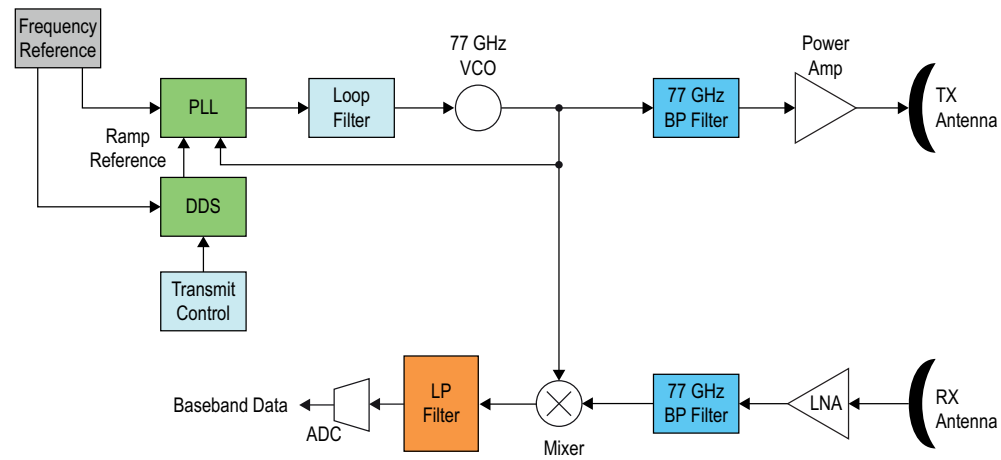 Frequency
Reference
77 GHz
VCO
Power
Amp
PLL
Loop
Filter
77 GHz
BP Filter
TX
Antenna
Ramp
Reference
DDS
Transmit
Control
Baseband Data
ADC
LP
Filter
Mixer
77 GHz
BP Filter
LNA
RX
Antenna